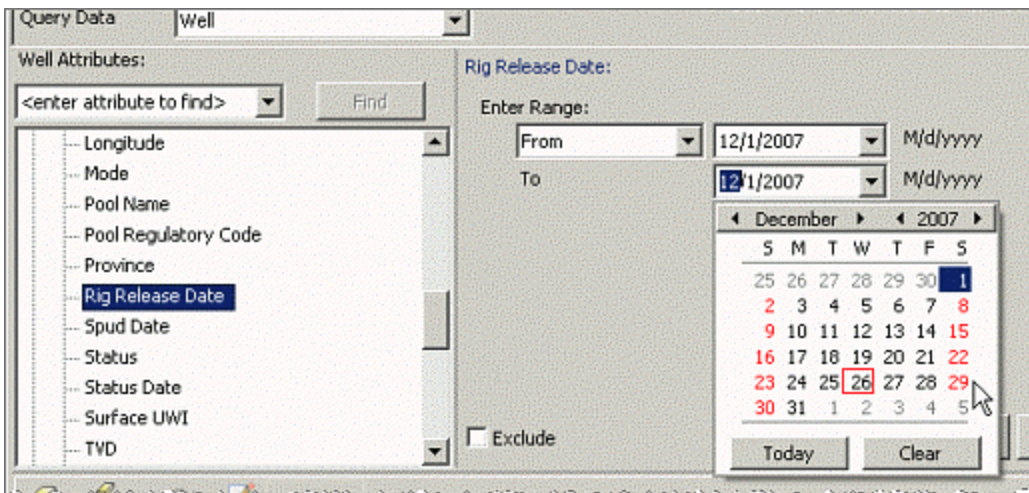 Query Data Well
Well Attributes:
<enter attribute to find> Find
Longitude
Mode
Pool Name
Pool Regulatory Code
Province
Rig Release Date
Spud Date
Status
Status Date
Surface UWI
TVD
Rig Release Date:
Enter Range:
From 12/1/2007 M/d/yyyy
To 12/1/2007 M/d/yyyy
December 2007
S M T W T F S
25 26 27 28 29 30 1
2 3 4 5 6 7 8
9 10 11 12 13 14 15
16 17 18 19 20 21 22
23 24 25 26 27 28 29
30 31 1 2 3 4 5
Today Clear
Exclude